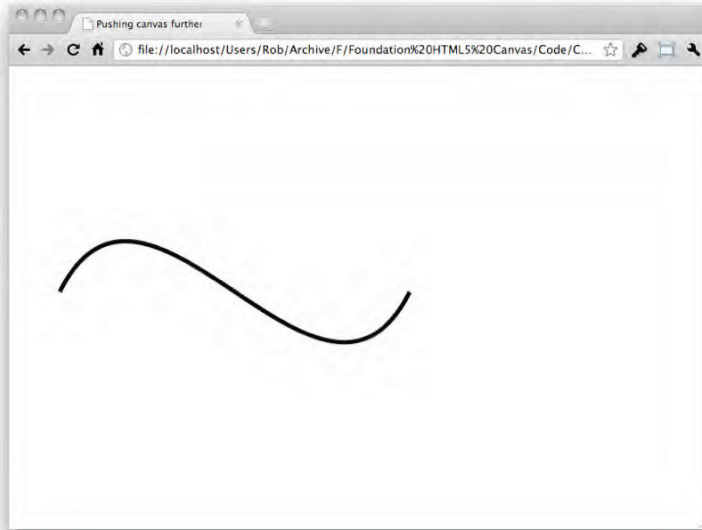 Pushing canvas further
file://localhost/Users/Rob/Archive/F/Foundation%20HTML5%20Canvas/Code/C...